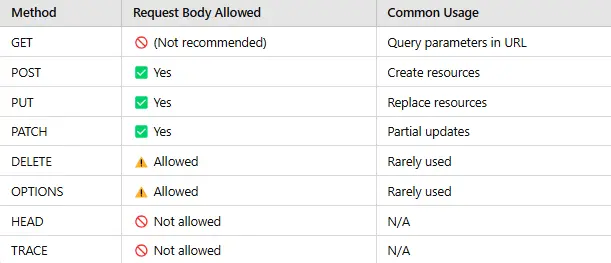 Method Request Body Allowed Common Usage
GET 🚫 (Not recommended) Query parameters in URL
POST ✅ Yes Create resources
PUT ✅ Yes Replace resources
PATCH ✅ Yes Partial updates
DELETE ⚠️ Allowed Rarely used
OPTIONS ⚠️ Allowed Rarely used
HEAD 🚫 Not allowed N/A
TRACE 🚫 Not allowed N/A